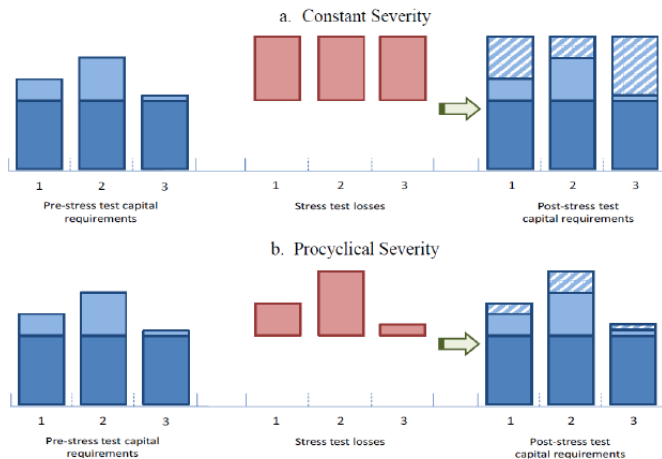 a. Constant Severity
1 2 3 1 2 3 1 2 3
Pre-stress test capital requirements
Stress test losses
Post-stress test capital requirements
b. Procyclical Severity
1 2 3 1 2 3 1 2 3
Pre-stress test capital requirements
Stress test losses
Post-stress test capital requirements